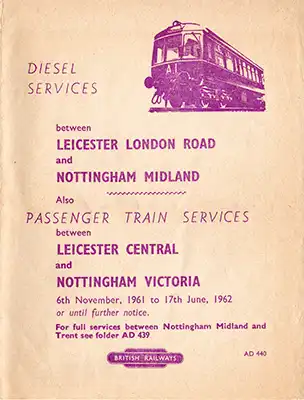 DIESEL
SERVICES
between
LEICESTER LONDON ROAD
and
NOTTINGHAM MIDLAND
Also
PASSENGER TRAIN SERVICES
between
LEICESTER CENTRAL
and
NOTTINGHAM VICTORIA
6th November, 1961 to 17th June, 1962
or until further notice.
For full services between Nottingham Midland and
Trent see folder AD 439
BRITISH RAILWAYS
AD 440